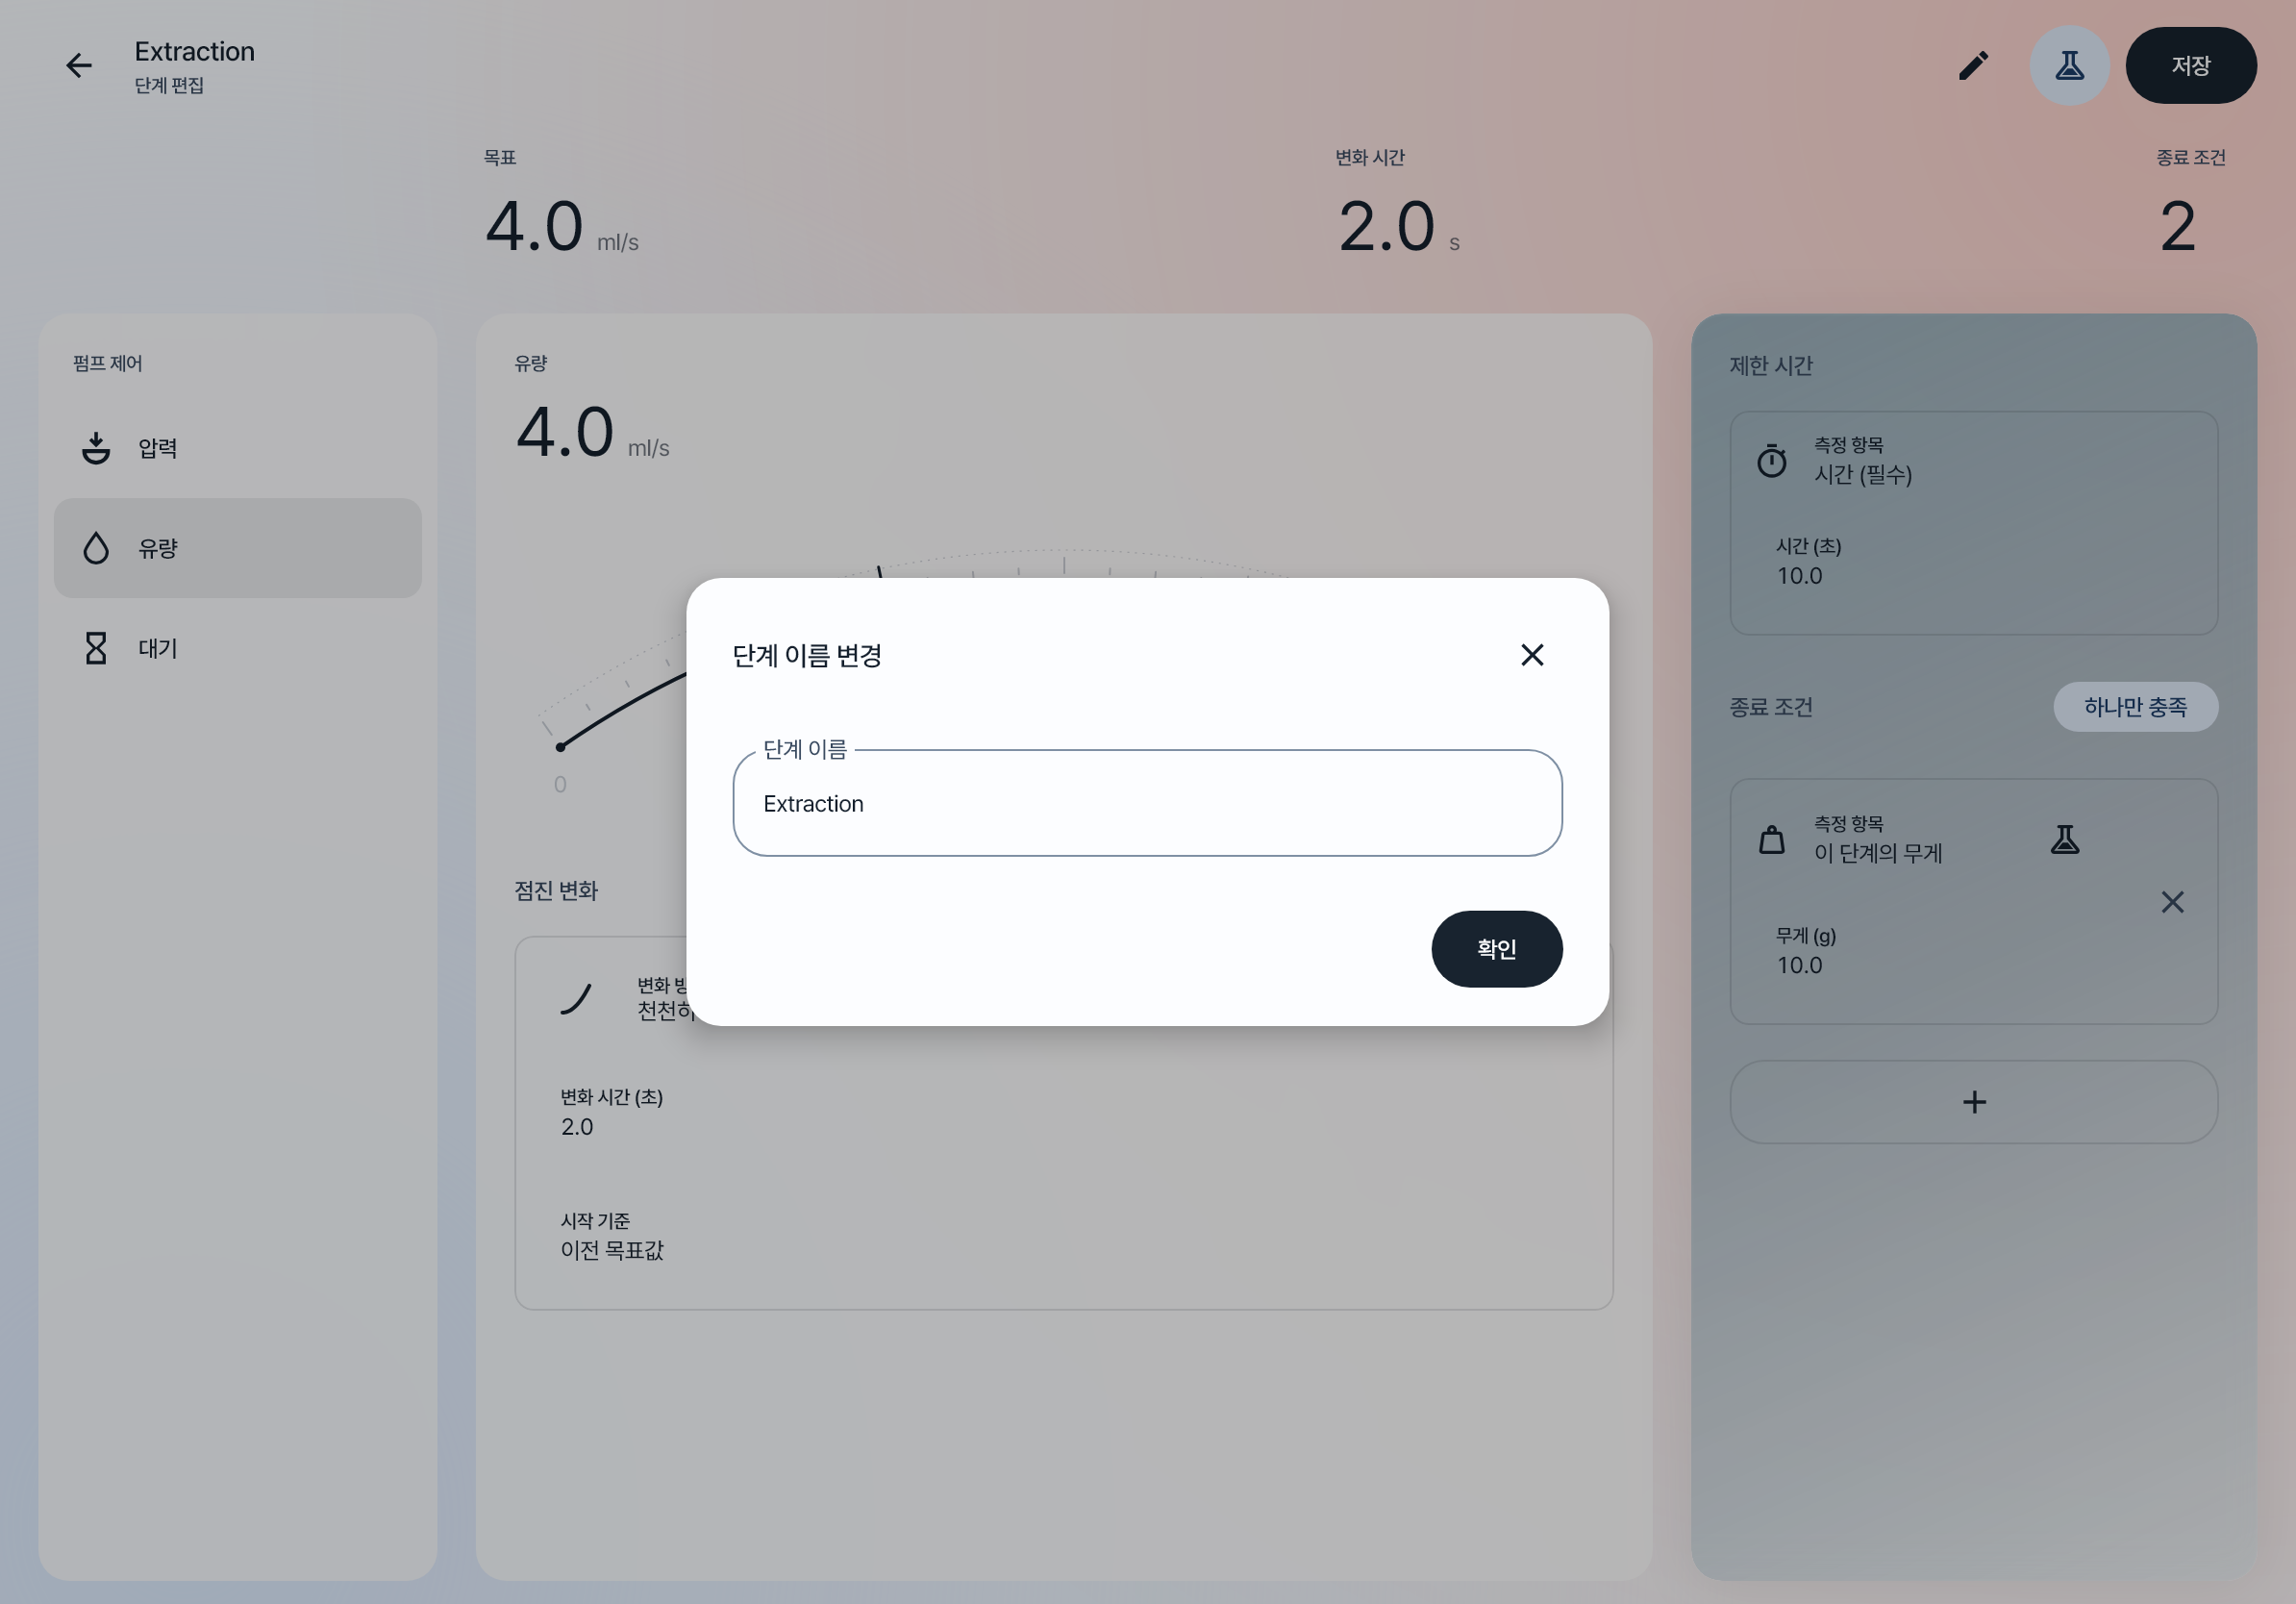 Extraction
단계 편집
저장
목표
4.0 ml/s
변화 시간
2.0 s
종료 조건
2
펌프 제어
압력
유량
대기
유량
4.0 ml/s
0
단계 이름 변경
단계 이름
Extraction
확인
점진 변화
변화
변화 시간 (초)
2.0
시작 기준
이전 목표값
제한 시간
측정 항목
시간 (필수)
시간 (초)
10.0
종료 조건
하나만 충족
측정 항목
이 단계의 무게
무게 (g)
10.0